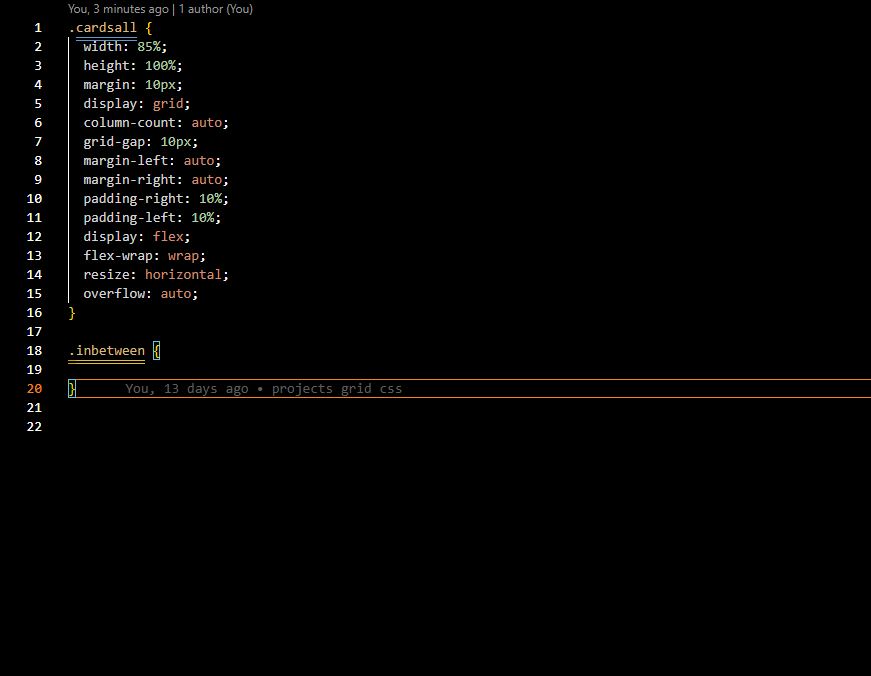 You, 3 minutes ago | 1 author (You)
1 .cardsall {
2 width: 85%;
3 height: 100%;
4 margin: 10px;
5 display: grid;
6 column-count: auto;
7 grid-gap: 10px;
8 margin-left: auto;
9 margin-right: auto;
10 padding-right: 10%;
11 padding-left: 10%;
12 display: flex;
13 flex-wrap: wrap;
14 resize: horizontal;
15 overflow: auto;
16 }
17
18 .inbetween {
19
20 } You, 13 days ago • projects grid css
21
22